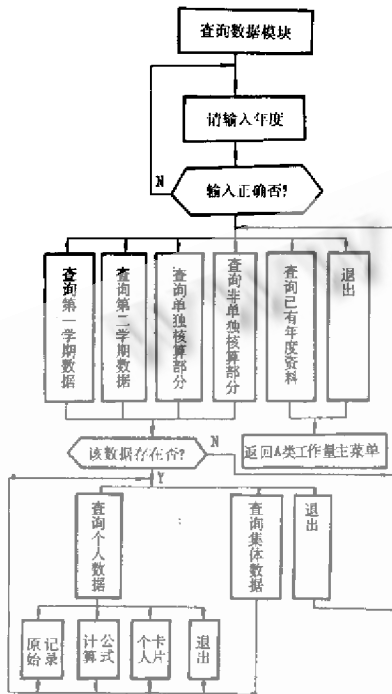 查询数据模块
请输入年度
N
输入正确否?
查询第一学期数据
查询第二学期数据
查询单独核算部分
查询非单独核算部分
查询已有年度资料
退出
该数据存在否?
N
返回A类工作量主菜单
Y
查询个人数据
查询集体数据
退出
原始记录
计算公式
个人卡片
退出